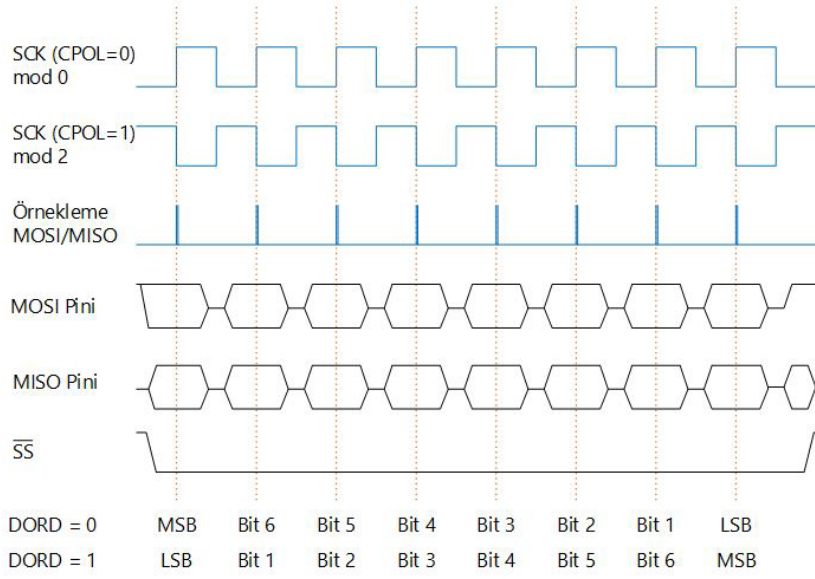 SCK (CPOL=0)
mod 0
SCK (CPOL=1)
mod 2
Örnekleme
MOSI/MISO
MOSI Pini
MISO Pini
SS
DORD = 0 MSB Bit 6 Bit 5 Bit 4 Bit 3 Bit 2 Bit 1 LSB
DORD = 1 LSB Bit 1 Bit 2 Bit 3 Bit 4 Bit 5 Bit 6 MSB